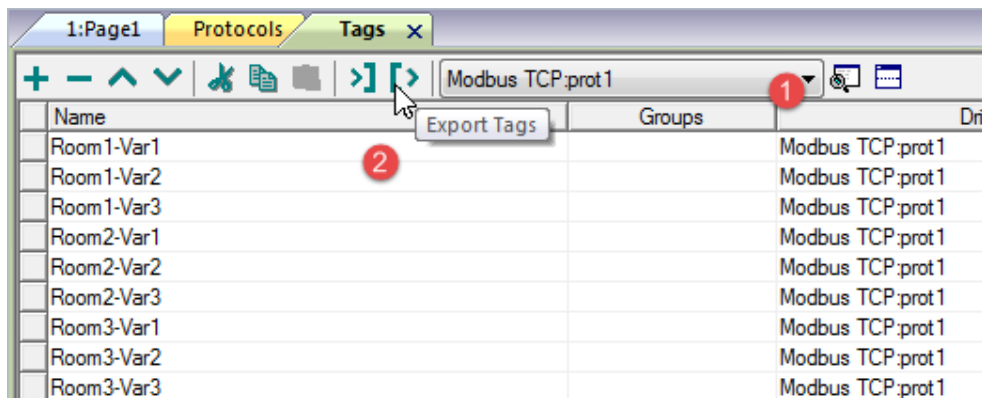 1:Page1 Protocols Tags x
Modbus TCP:prot1 1
Name Groups Dri
Export Tags
2
Room1-Var1 Modbus TCP:prot1
Room1-Var2 Modbus TCP:prot1
Room1-Var3 Modbus TCP:prot1
Room2-Var1 Modbus TCP:prot1
Room2-Var2 Modbus TCP:prot1
Room2-Var3 Modbus TCP:prot1
Room3-Var1 Modbus TCP:prot1
Room3-Var2 Modbus TCP:prot1
Room3-Var3 Modbus TCP:prot1